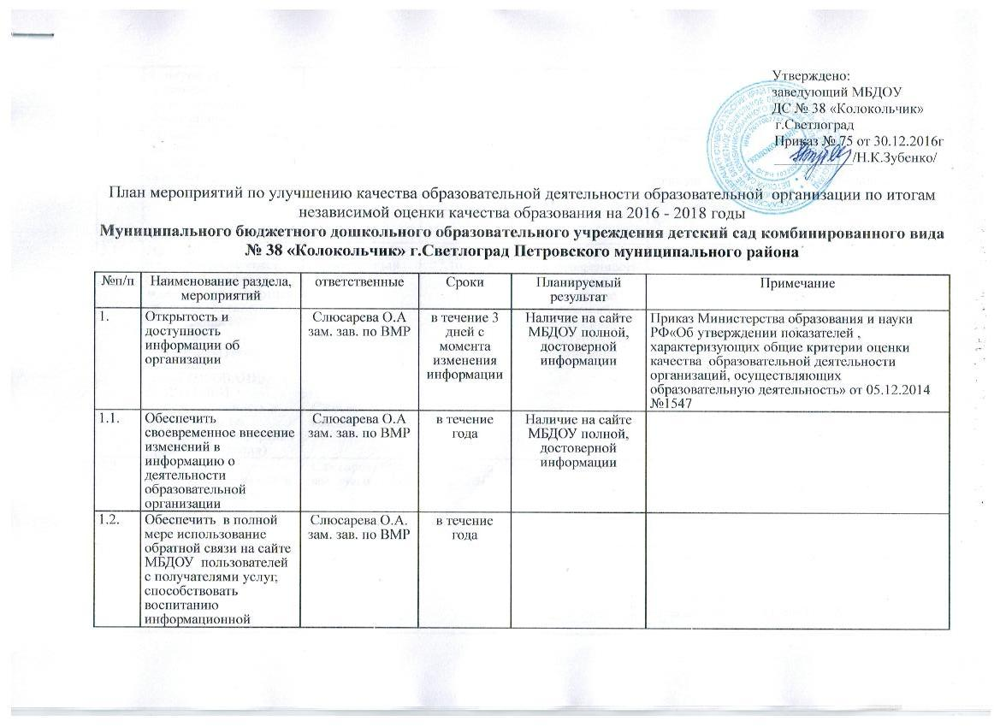 Утверждено:
заведующий МБДОУ
ДС № 38 «Колокольчик»
г.Светлоград
Приказ № 75 от 30.12.2016г
/Н.К.Зубенко/
План мероприятий по улучшению качества образовательной деятельности образовательной организации по итогам
независимой оценки качества образования на 2016 - 2018 годы
Муниципального бюджетного дошкольного образовательного учреждения детский сад комбинированного вида
№ 38 «Колокольчик» г.Светлоград Петровского муниципального района
№п/п
Наименование раздела,
мероприятий
ответственные
Сроки
Планируемый
результат
Примечание
1.
Открытость и
доступность
информации об
организации
Слюсарева О.А
зам. зав. по ВМР
в течение 3
дней с
момента
изменения
информации
Наличие на сайте
МБДОУ полной,
достоверной
информации
Приказ Министерства образования и науки
РФ«Об утверждении показателей ,
характеризующих общие критерии оценки
качества образовательной деятельности
организаций, осуществляющих
образовательную деятельность» от 05.12.2014
№1547
1.1.
Обеспечить
своевременное внесение
изменений в
информацию о
деятельности
образовательной
организации
Слюсарева О.А
зам. зав. по ВМР
в течение
года
Наличие на сайте
МБДОУ полной,
достоверной
информации
1.2.
Обеспечить в полной
мере использование
обратной связи на сайте
МБДОУ пользователей
с получателями услуг,
способствовать
воспитанию
информационной
Слюсарева О.А.
зам. зав. по ВМР
в течение
года